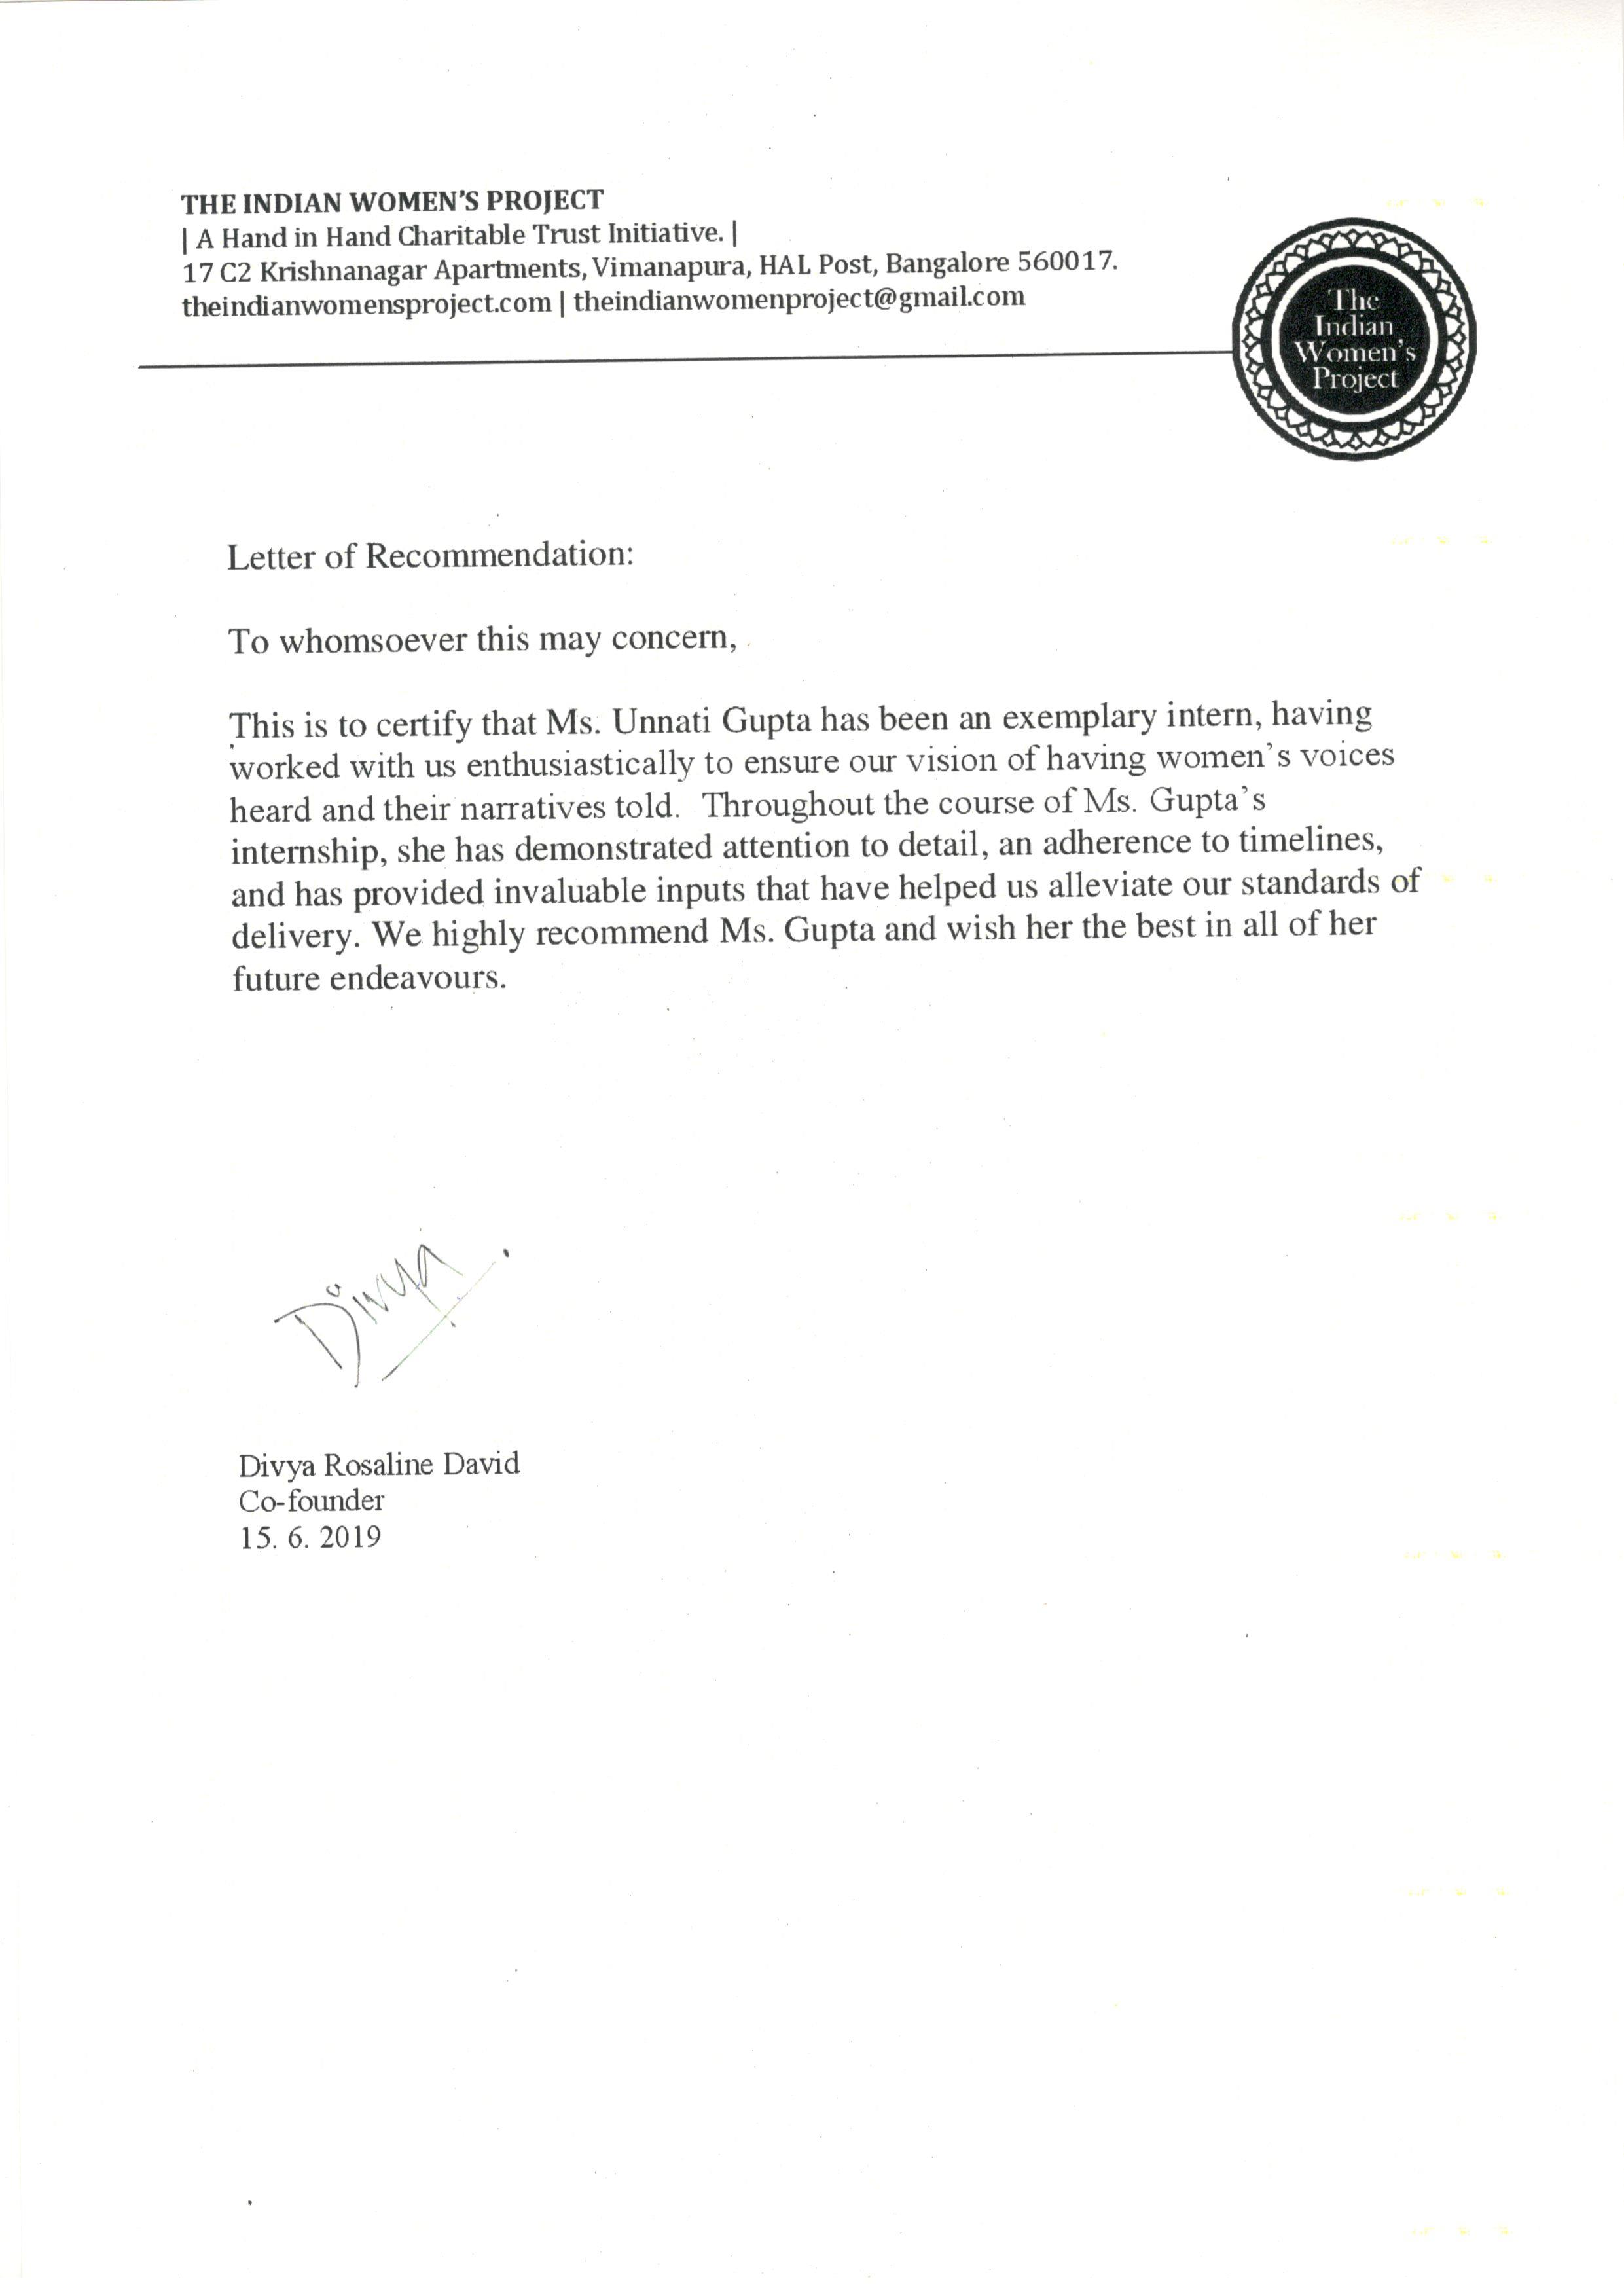 THE INDIAN WOMEN'S PROJECT
| A Hand in Hand Charitable Trust Initiative. |
17 C2 Krishnanagar Apartments, Vimanapura, HAL Post, Bangalore 560017.
theindianwomensproject.com | theindianwomenproject@gmail.com
The
Indian
Women's
Project
Letter of Recommendation:
To whomsoever this may concern,
This is to certify that Ms. Unnati Gupta has been an exemplary intern, having
worked with us enthusiastically to ensure our vision of having women's voices
heard and their narratives told. Throughout the course of Ms. Gupta's
internship, she has demonstrated attention to detail, an adherence to timelines,
and has provided invaluable inputs that have helped us alleviate our standards of
delivery. We highly recommend Ms. Gupta and wish her the best in all of her
future endeavours.
Divya
Divya Rosaline David
Co-founder
15. 6. 2019